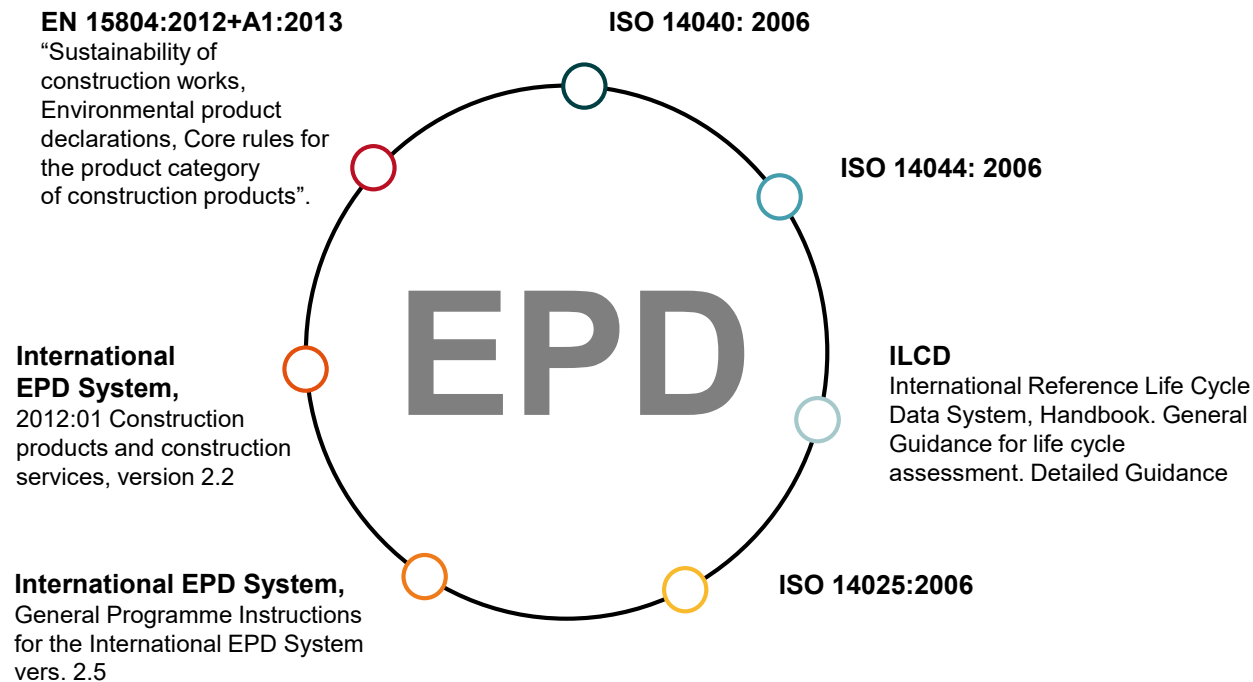 EN 15804:2012+A1:2013
“Sustainability of
construction works,
Environmental product
declarations, Core rules for
the product category
of construction products”.
ISO 14040: 2006
ISO 14044: 2006
EPD
International
EPD System,
2012:01 Construction
products and construction
services, version 2.2
ILCD
International Reference Life Cycle
Data System, Handbook. General
Guidance for life cycle
assessment. Detailed Guidance
International EPD System,
General Programme Instructions
for the International EPD System
vers. 2.5
ISO 14025:2006